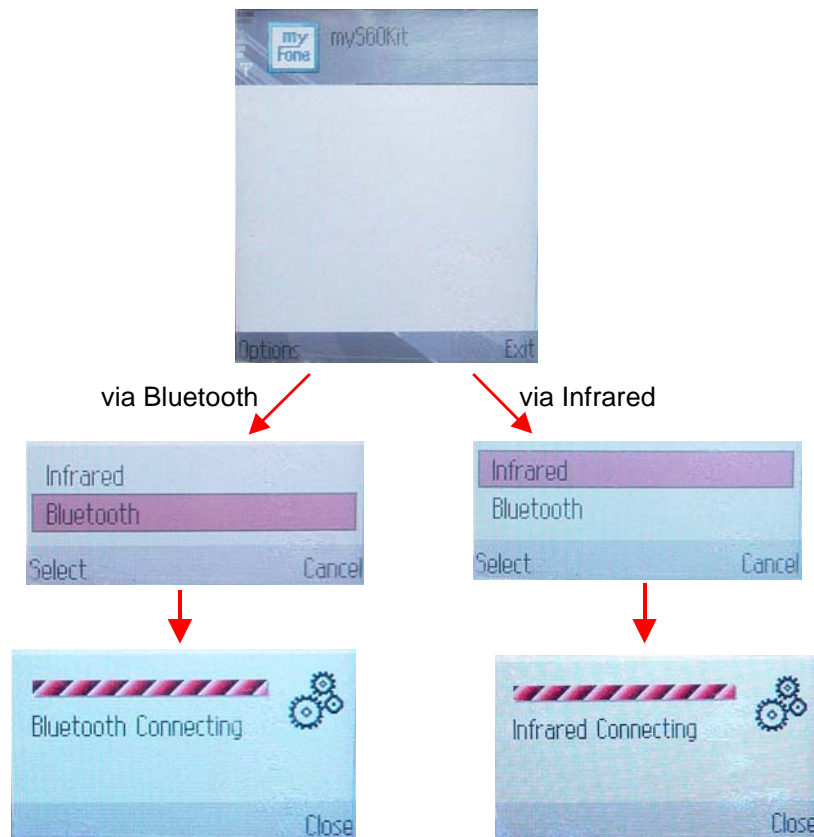 my
Fone
myS60Kit
Options Exit
via Bluetooth
via Infrared
Infrared
Bluetooth
Select Cancel
Infrared
Bluetooth
Select Cancel
Bluetooth Connecting
Close
Infrared Connecting
Close